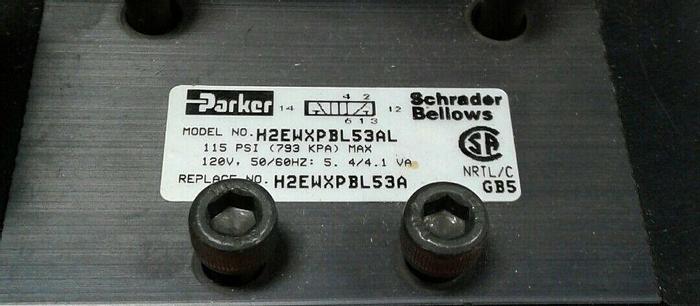 Parker
14
4 2
12
6 1 3
Schrader
Bellows
MODEL NO. H2EWXPBL53AL
115 PSI (793 KPA) MAX
120V, 50/60HZ: 5. 4/4.1 VA
REPLACE NO. H2EWXPBL53A
SA
NRTL/C
GB5